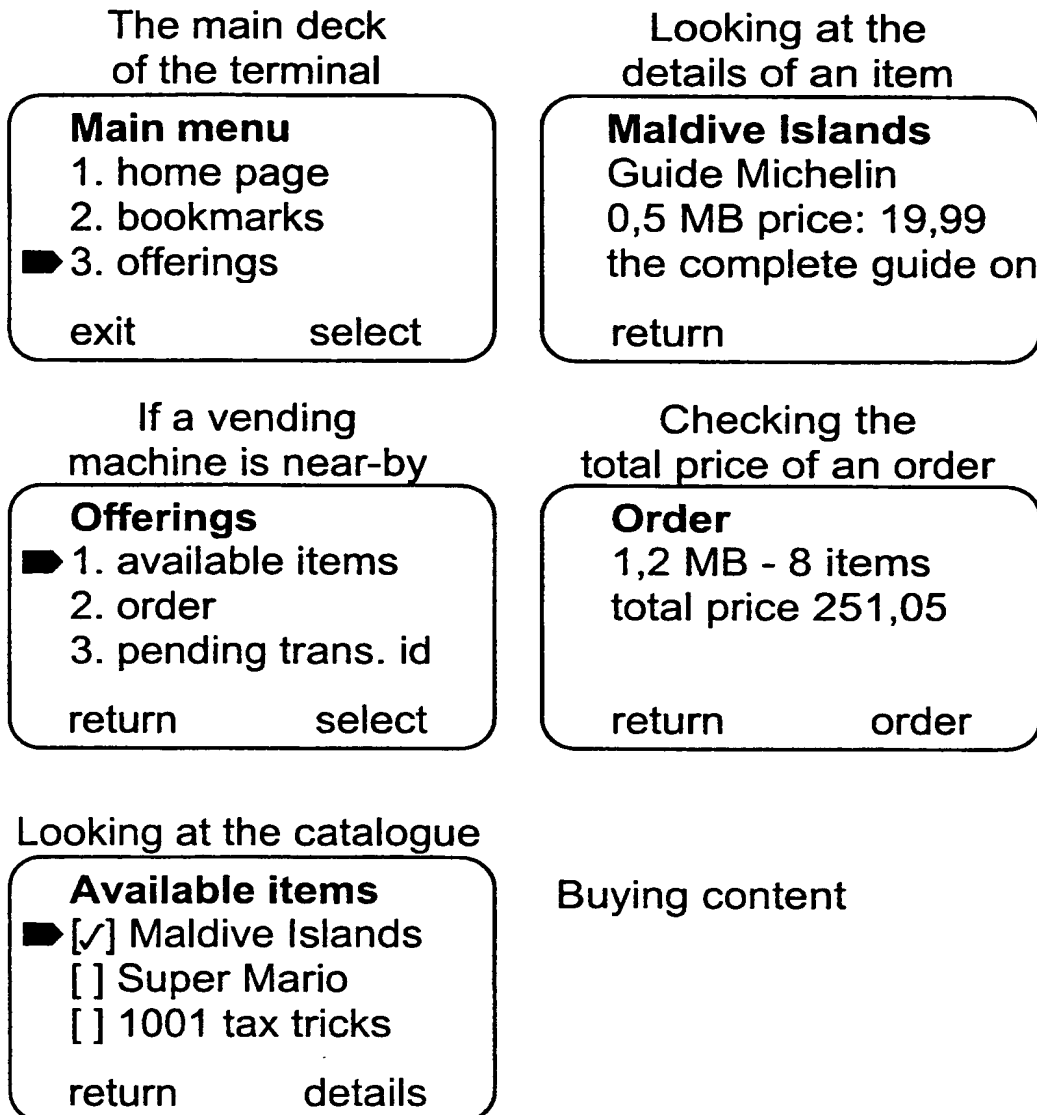 The main deck
of the terminal
Main menu
1. home page
2. bookmarks
3. offerings
exit select
If a vending
machine is near-by
Offerings
1. available items
2. order
3. pending trans. id
return select
Looking at the catalogue
Available items
[✓] Maldive Islands
[ ] Super Mario
[ ] 1001 tax tricks
return details
Looking at the
details of an item
Maldive Islands
Guide Michelin
0,5 MB price: 19,99
the complete guide on
return
Checking the
total price of an order
Order
1,2 MB - 8 items
total price 251,05
return order
Buying content